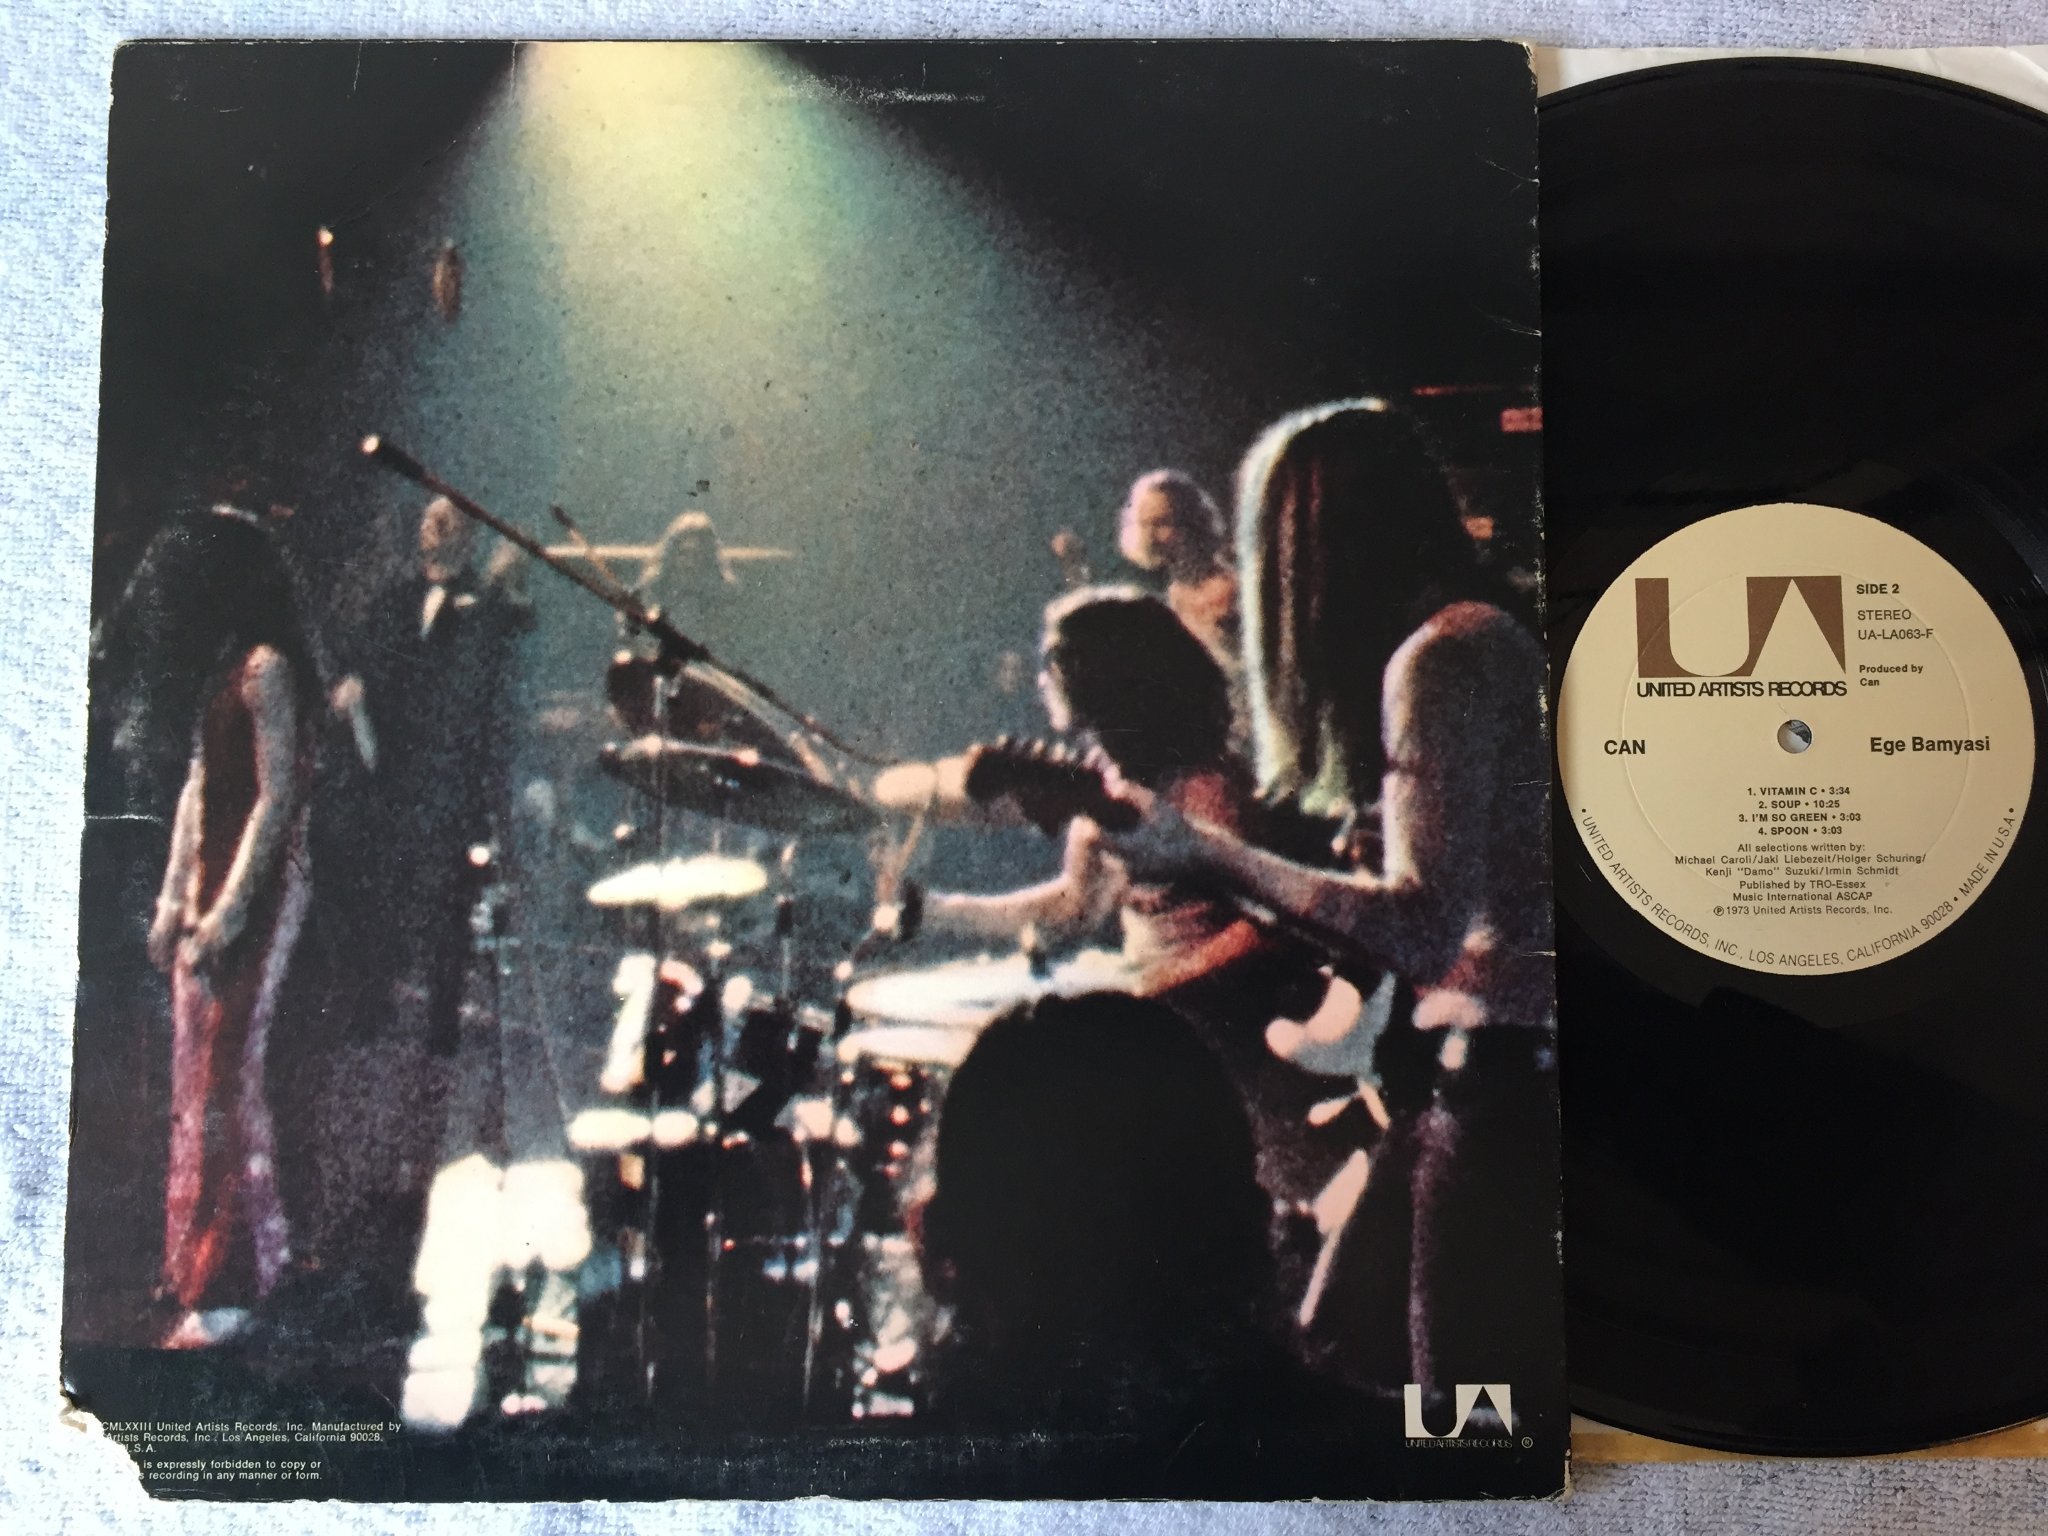 CMLXXIII United Artists Records, Inc. Manufactured by
Artists Records, Inc. Los Angeles, California 90028.
U.S.A.
is expressly forbidden to copy or
s recording in any manner or form.
UA
UNITED ARTISTS RECORDS ®
UA
UNITED ARTISTS RECORDS
SIDE 2
STEREO
UA-LA063-F
Produced by
Can
CAN
Ege Bamyasi
1. VITAMIN C • 3:34
2. SOUP • 10:25
3. I'M SO GREEN • 3:03
4. SPOON • 3:03
All selections written by:
Michael Caroli/Jaki Liebezeit/Holger Schuring/
Kenji "Damo" Suzuki/Irmin Schmidt
Published by TRO-Essex
Music International ASCAP
℗ 1973 United Artists Records, Inc.
• UNITED ARTISTS RECORDS, INC., LOS ANGELES, CALIFORNIA 90028 • MADE IN U.S.A. •